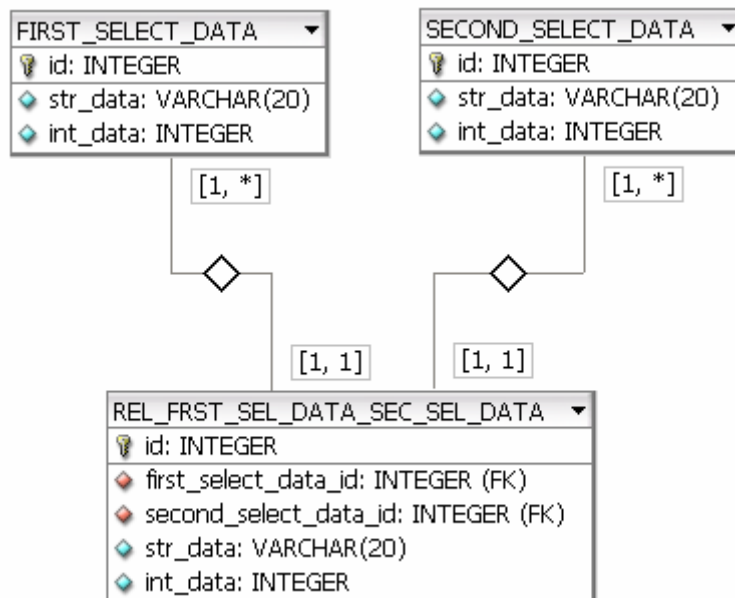 FIRST_SELECT_DATA
id: INTEGER
str_data: VARCHAR(20)
int_data: INTEGER
SECOND_SELECT_DATA
id: INTEGER
str_data: VARCHAR(20)
int_data: INTEGER
[1, *]
[1, *]
[1, 1]
[1, 1]
REL_FRST_SEL_DATA_SEC_SEL_DATA
id: INTEGER
first_select_data_id: INTEGER (FK)
second_select_data_id: INTEGER (FK)
str_data: VARCHAR(20)
int_data: INTEGER